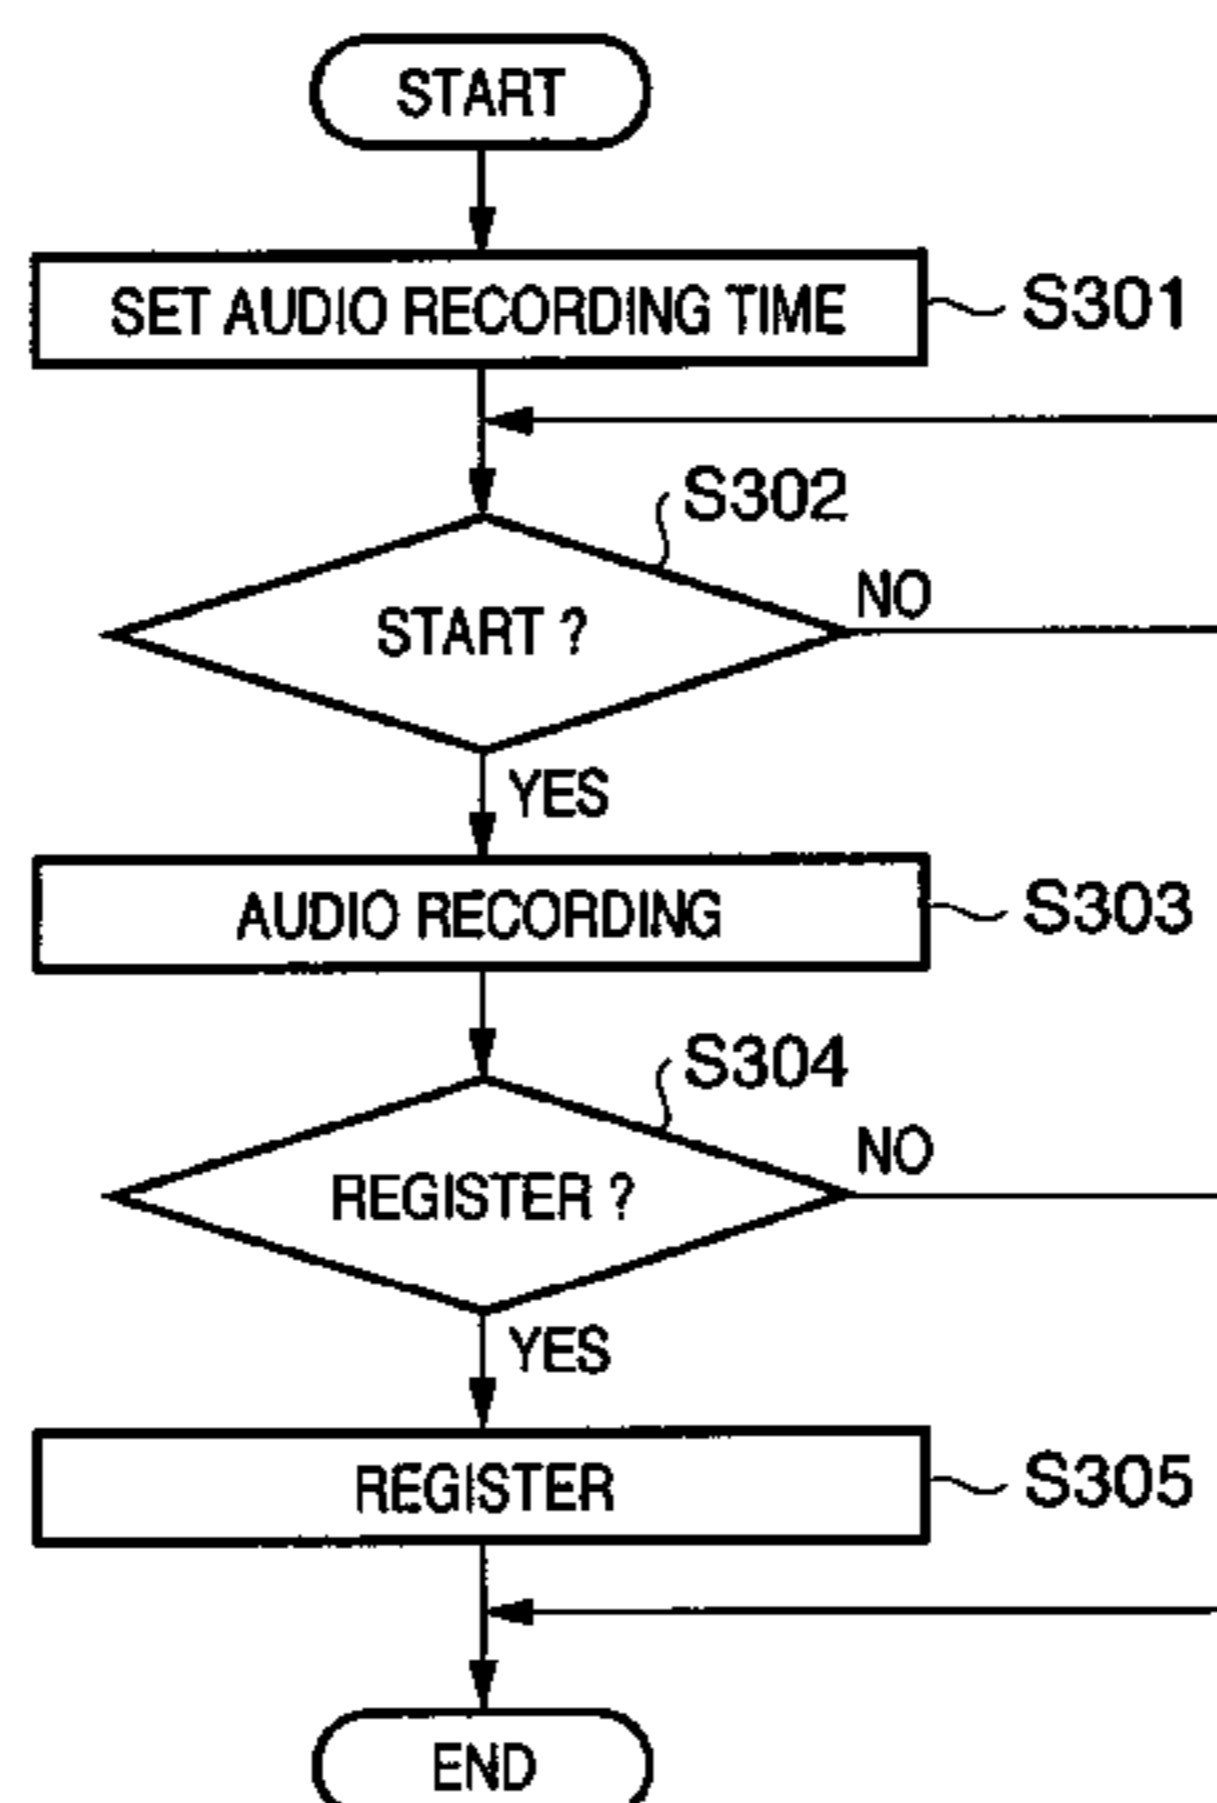 START
SET AUDIO RECORDING TIME
S301
S302
START ?
NO
YES
AUDIO RECORDING
S303
S304
REGISTER ?
NO
YES
REGISTER
S305
END